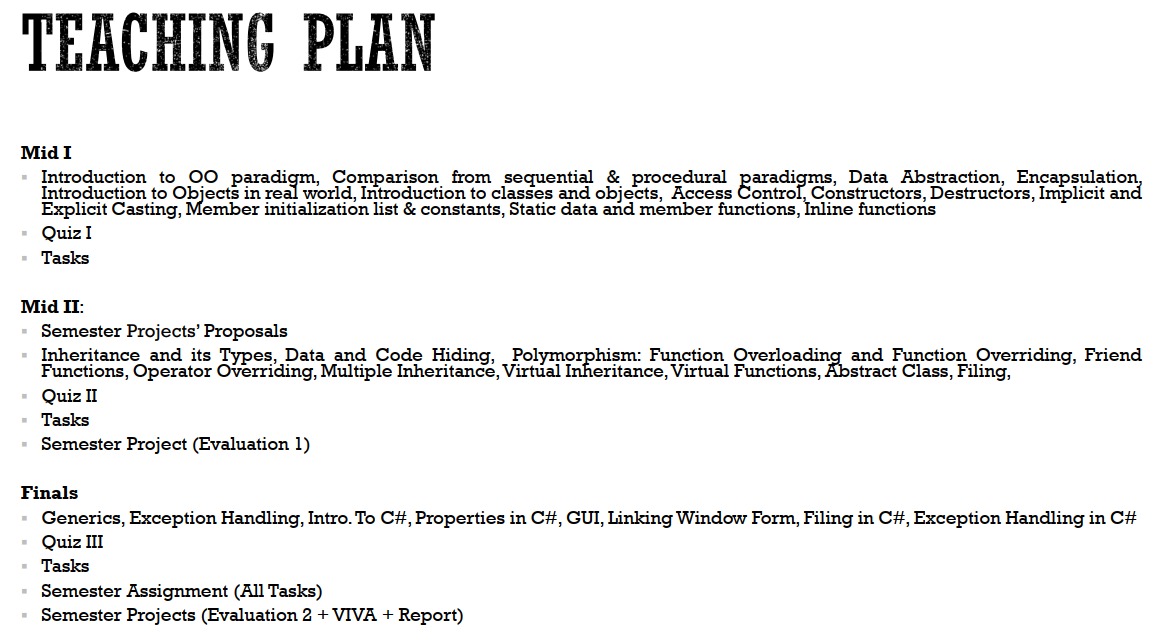 TEACHING PLAN
Mid I
Introduction to OO paradigm, Comparison from sequential & procedural paradigms, Data Abstraction, Encapsulation,
Introduction to Objects in real world, Introduction to classes and objects, Access Control, Constructors, Destructors, Implicit and
Explicit Casting, Member initialization list & constants, Static data and member functions, Inline functions
Quiz I
Tasks
Mid II:
Semester Projects' Proposals
Inheritance and its Types, Data and Code Hiding, Polymorphism: Function Overloading and Function Overriding, Friend
Functions, Operator Overriding, Multiple Inheritance, Virtual Inheritance, Virtual Functions, Abstract Class, Filing,
Quiz II
Tasks
Semester Project (Evaluation 1)
Finals
Generics, Exception Handling, Intro. To C#, Properties in C#, GUI, Linking Window Form, Filing in C#, Exception Handling in C#
Quiz III
Tasks
Semester Assignment (All Tasks)
Semester Projects (Evaluation 2 + VIVA + Report)